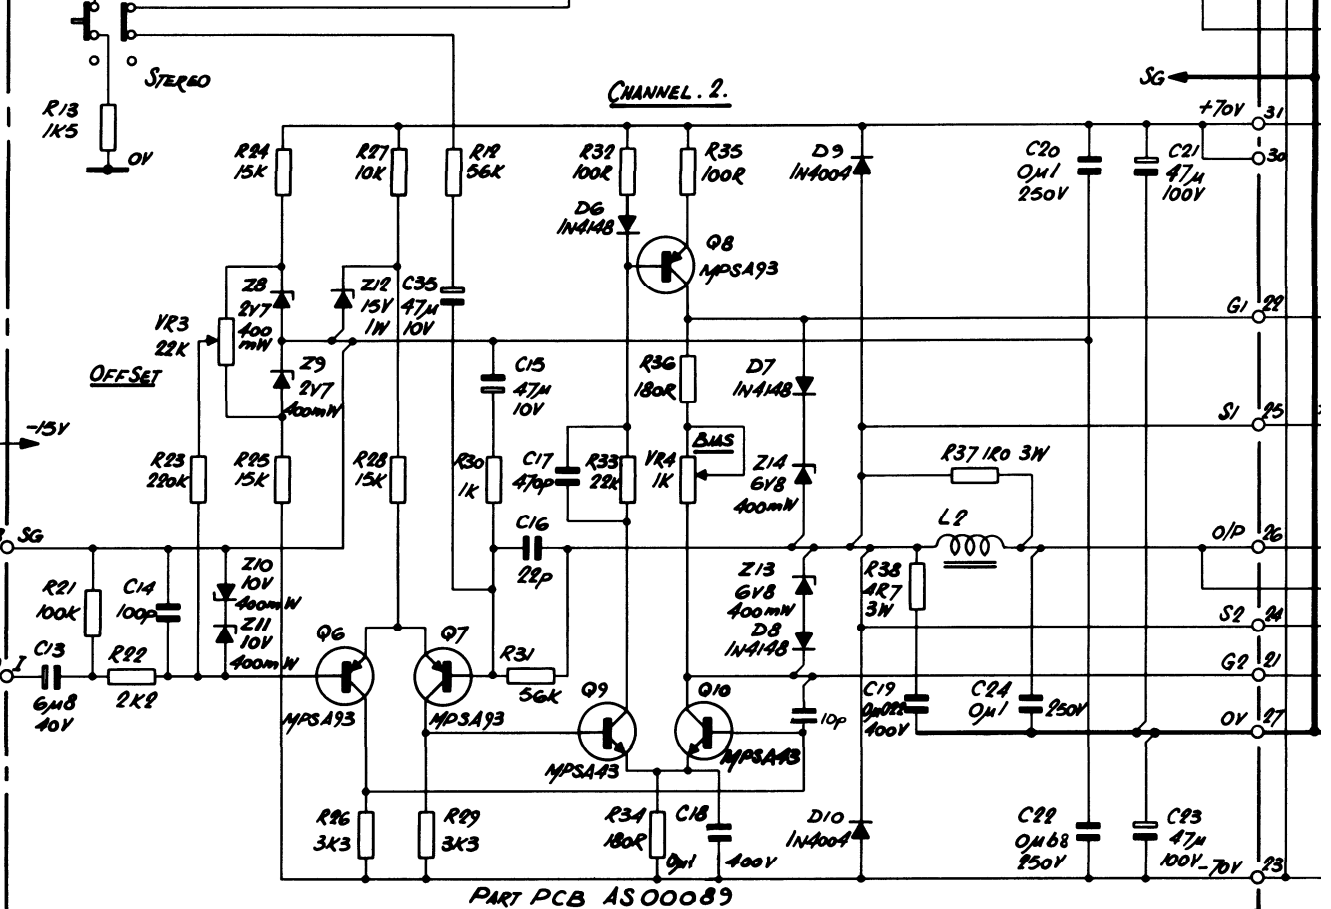 STEREO
R13
1K5
0V
CHANNEL . 2.
SG
+70V
31
30
R24
15K
R27
10K
R12
56K
R32
100R
R35
100R
D9
1N4004
C20
0µ1
250V
C21
47µ
100V
D6
1N4148
Q8
MPSA93
Z8
2V7
400
mW
Z12
15V
1W
C35
47µ
10V
G1
22
VR3
22K
OFFSET
Z9
2V7
400mW
C15
47µ
10V
R36
180R
D7
1N4148
-15V
BIAS
S1
25
R23
220K
R25
15K
R28
15K
R30
1K
C17
470p
R33
22K
VR4
1K
Z14
6V8
400mW
R37 1R0 3W
SG
C16
22p
L2
O/P
26
R21
100K
C14
100p
Z10
10V
400mW
Z11
10V
400mW
Z13
6V8
400mW
D8
1N4148
R38
4R7
3W
S2
24
I
C13
6µ8
40V
R22
2K2
Q6
MPSA93
Q7
MPSA93
R31
56K
Q9
MPSA43
Q10
MPSA43
10p
C19
0µ022
400V
C24
0µ1
250V
G2
21
0V
27
R26
3K3
R29
3K3
R34
180R
C18
0µ1
400V
D10
1N4004
C22
0µ68
250V
C23
47µ
100V
-70V
23
PART PCB AS00089